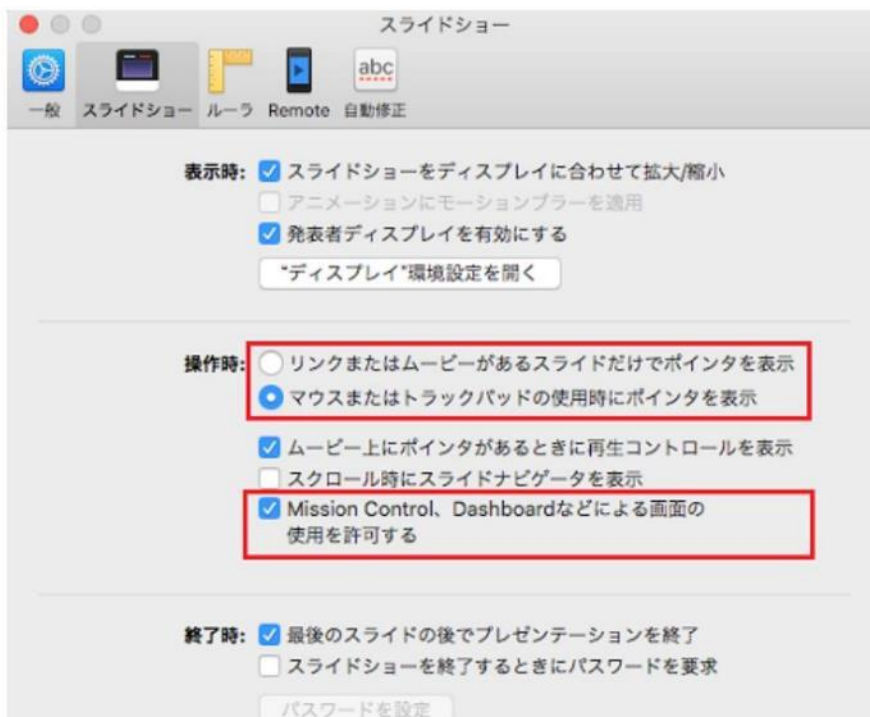 スライドショー
abc
一般 スライドショー ルーラ Remote 自動修正
表示時: スライドショーをディスプレイに合わせて拡大/縮小
アニメーションにモーションブラーを適用
発表者ディスプレイを有効にする
"ディスプレイ"環境設定を開く
操作時: リンクまたはムービーがあるスライドだけでポインタを表示
マウスまたはトラックパッドの使用時にポインタを表示
ムービー上にポインタがあるときに再生コントロールを表示
スクロール時にスライドナビゲータを表示
Mission Control、Dashboardなどによる画面の
使用を許可する
終了時: 最後のスライドの後でプレゼンテーションを終了
スライドショーを終了するときにパスワードを要求
パスワードを設定